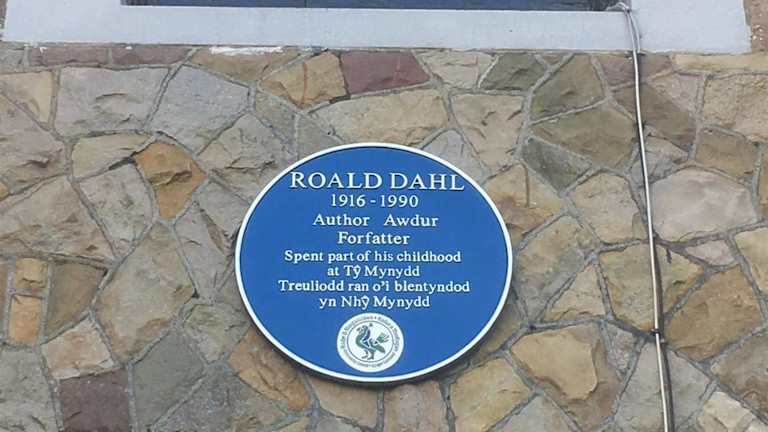 ROALD DAHL
1916 - 1990
Author Awdur
Forfatter
Spent part of his childhood
at Tŷ Mynydd
Treuliodd ran o'i blentyndod
yn Nhŷ Mynydd